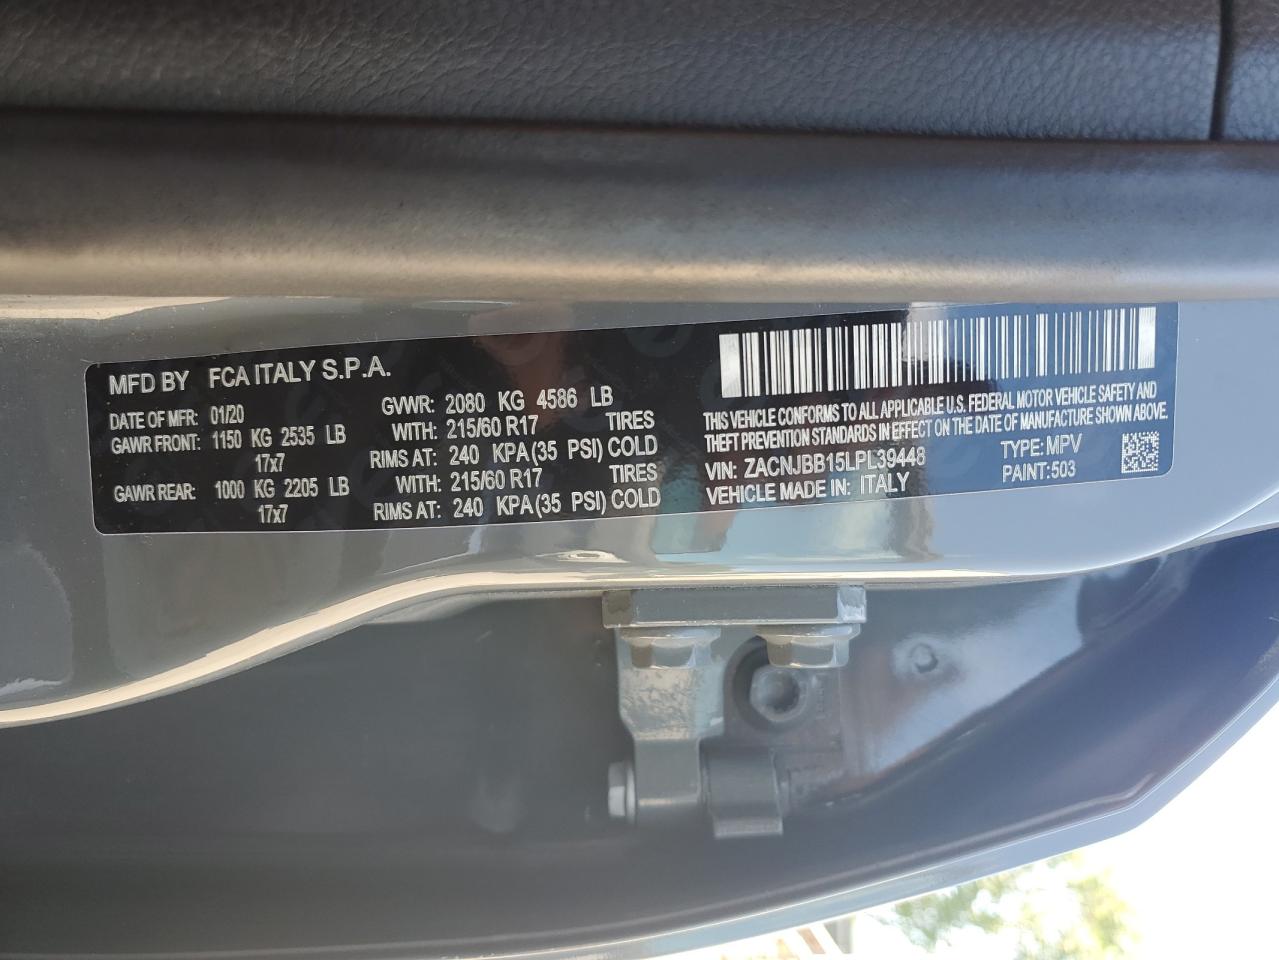 MFD BY FCA ITALY S.P.A.
DATE OF MFR: 01/20 GVWR: 2080 KG 4586 LB
GAWR FRONT: 1150 KG 2535 LB WITH: 215/60 R17 TIRES
17x7 RIMS AT: 240 KPA(35 PSI) COLD
GAWR REAR: 1000 KG 2205 LB WITH: 215/60 R17 TIRES
17x7 RIMS AT: 240 KPA(35 PSI) COLD
THIS VEHICLE CONFORMS TO ALL APPLICABLE U.S. FEDERAL MOTOR VEHICLE SAFETY AND
THEFT PREVENTION STANDARDS IN EFFECT ON THE DATE OF MANUFACTURE SHOWN ABOVE.
VIN: ZACNJBB15LPL39448 TYPE: MPV
VEHICLE MADE IN: ITALY PAINT: 503